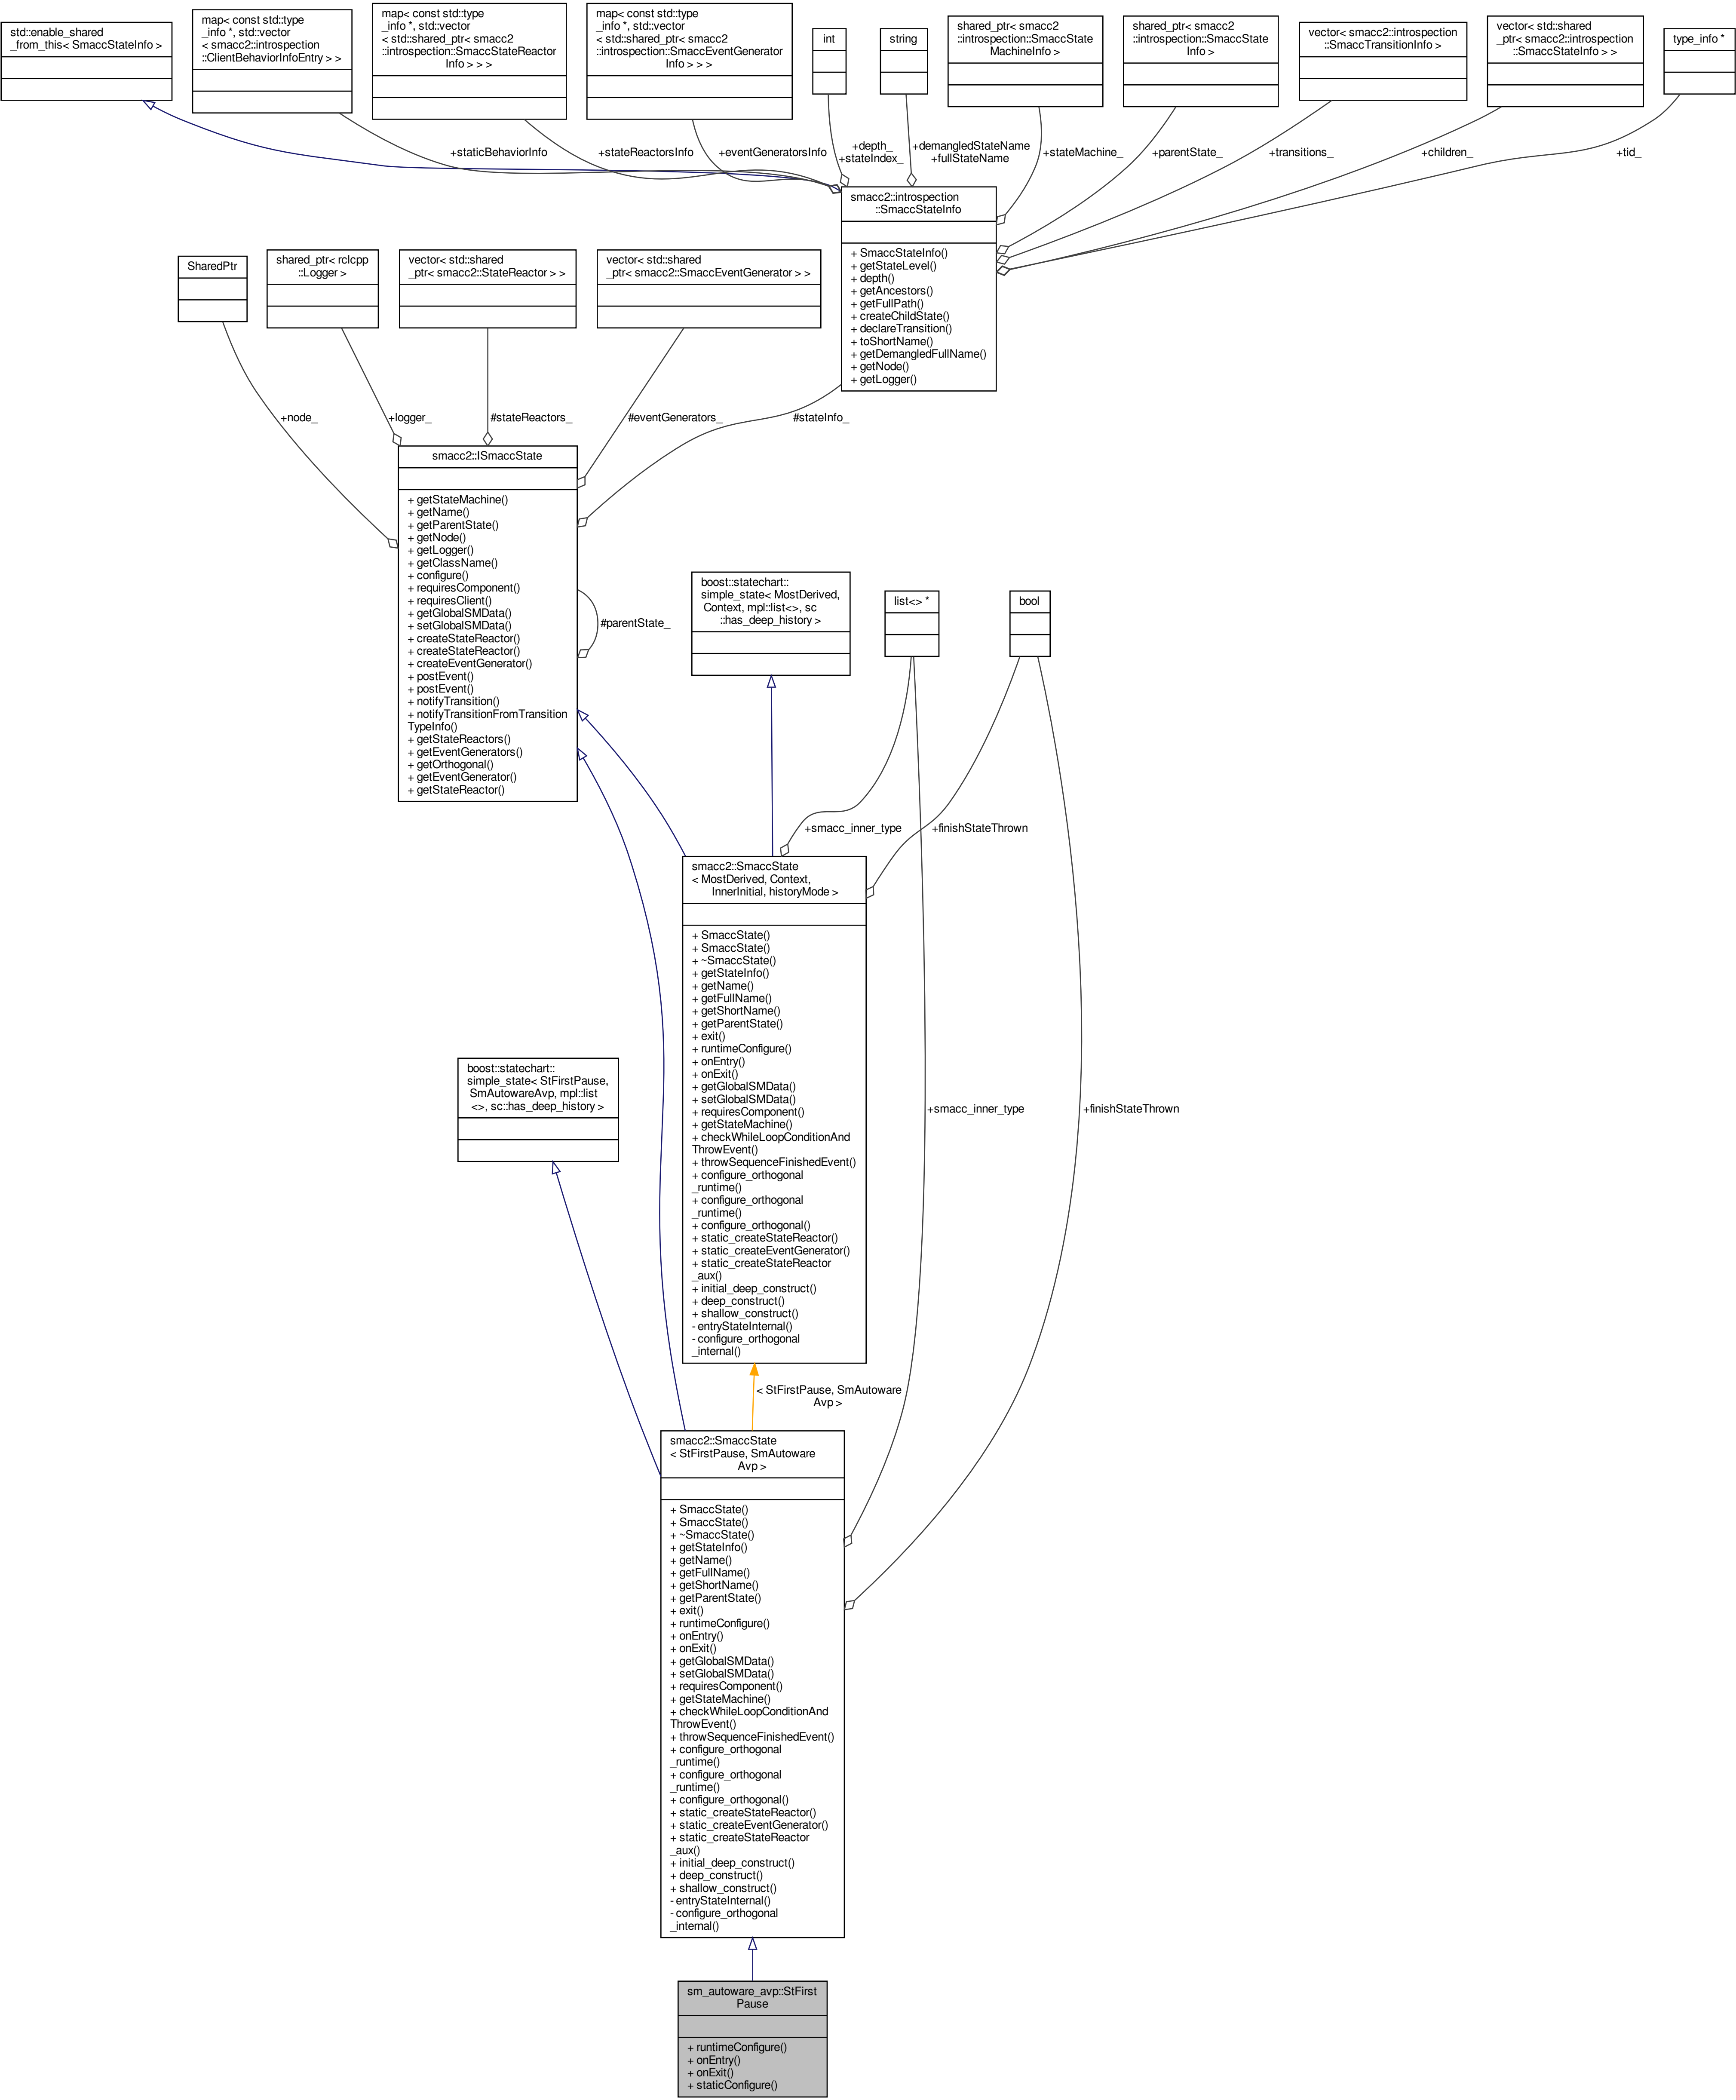 std::enable_shared
_from_this< SmaccStateInfo >
map< const std::type
_info *, std::vector
< smacc2::introspection
::ClientBehaviorInfoEntry > >
map< const std::type
_info *, std::vector
< std::shared_ptr< smacc2
::introspection::SmaccStateReactor
Info > > >
map< const std::type
_info *, std::vector
< std::shared_ptr< smacc2
::introspection::SmaccEventGenerator
Info > > >
int
string
shared_ptr< smacc2
::introspection::SmaccState
MachineInfo >
shared_ptr< smacc2
::introspection::SmaccState
Info >
vector< smacc2::introspection
::SmaccTransitionInfo >
vector< std::shared
_ptr< smacc2::introspection
::SmaccStateInfo > >
type_info *
+staticBehaviorInfo
+stateReactorsInfo
+eventGeneratorsInfo
+depth_
+stateIndex_
+demangledStateName
+fullStateName
+stateMachine_
+parentState_
+transitions_
+children_
+tid_
smacc2::introspection
::SmaccStateInfo
+ SmaccStateInfo()
+ getStateLevel()
+ depth()
+ getAncestors()
+ getFullPath()
+ createChildState()
+ declareTransition()
+ toShortName()
+ getDemangledFullName()
+ getNode()
+ getLogger()
SharedPtr
shared_ptr< rclcpp
::Logger >
vector< std::shared
_ptr< smacc2::StateReactor > >
vector< std::shared
_ptr< smacc2::SmaccEventGenerator > >
+node_
+logger_
#stateReactors_
#eventGenerators_
#stateInfo_
smacc2::ISmaccState
+ getStateMachine()
+ getName()
+ getParentState()
+ getNode()
+ getLogger()
+ getClassName()
+ configure()
+ requiresComponent()
+ requiresClient()
+ getGlobalSMData()
+ setGlobalSMData()
+ createStateReactor()
+ createStateReactor()
+ createEventGenerator()
+ postEvent()
+ postEvent()
+ notifyTransition()
+ notifyTransitionFromTransition
TypeInfo()
+ getStateReactors()
+ getEventGenerators()
+ getOrthogonal()
+ getEventGenerator()
+ getStateReactor()
#parentState_
boost::statechart::
simple_state< MostDerived,
Context, mpl::list<>, sc
::has_deep_history >
list<> *
bool
+smacc_inner_type
+finishStateThrown
smacc2::SmaccState
< MostDerived, Context,
InnerInitial, historyMode >
+ SmaccState()
+ SmaccState()
+ ~SmaccState()
+ getStateInfo()
+ getName()
+ getFullName()
+ getShortName()
+ getParentState()
+ exit()
+ runtimeConfigure()
+ onEntry()
+ onExit()
+ getGlobalSMData()
+ setGlobalSMData()
+ requiresComponent()
+ getStateMachine()
+ checkWhileLoopConditionAnd
ThrowEvent()
+ throwSequenceFinishedEvent()
+ configure_orthogonal
_runtime()
+ configure_orthogonal
_runtime()
+ configure_orthogonal()
+ static_createStateReactor()
+ static_createEventGenerator()
+ static_createStateReactor
_aux()
+ initial_deep_construct()
+ deep_construct()
+ shallow_construct()
- entryStateInternal()
- configure_orthogonal
_internal()
boost::statechart::
simple_state< StFirstPause,
SmAutowareAvp, mpl::list
<>, sc::has_deep_history >
+smacc_inner_type
+finishStateThrown
< StFirstPause, SmAutoware
Avp >
smacc2::SmaccState
< StFirstPause, SmAutoware
Avp >
+ SmaccState()
+ SmaccState()
+ ~SmaccState()
+ getStateInfo()
+ getName()
+ getFullName()
+ getShortName()
+ getParentState()
+ exit()
+ runtimeConfigure()
+ onEntry()
+ onExit()
+ getGlobalSMData()
+ setGlobalSMData()
+ requiresComponent()
+ getStateMachine()
+ checkWhileLoopConditionAnd
ThrowEvent()
+ throwSequenceFinishedEvent()
+ configure_orthogonal
_runtime()
+ configure_orthogonal
_runtime()
+ configure_orthogonal()
+ static_createStateReactor()
+ static_createEventGenerator()
+ static_createStateReactor
_aux()
+ initial_deep_construct()
+ deep_construct()
+ shallow_construct()
- entryStateInternal()
- configure_orthogonal
_internal()
sm_autoware_avp::StFirst
Pause
+ runtimeConfigure()
+ onEntry()
+ onExit()
+ staticConfigure()